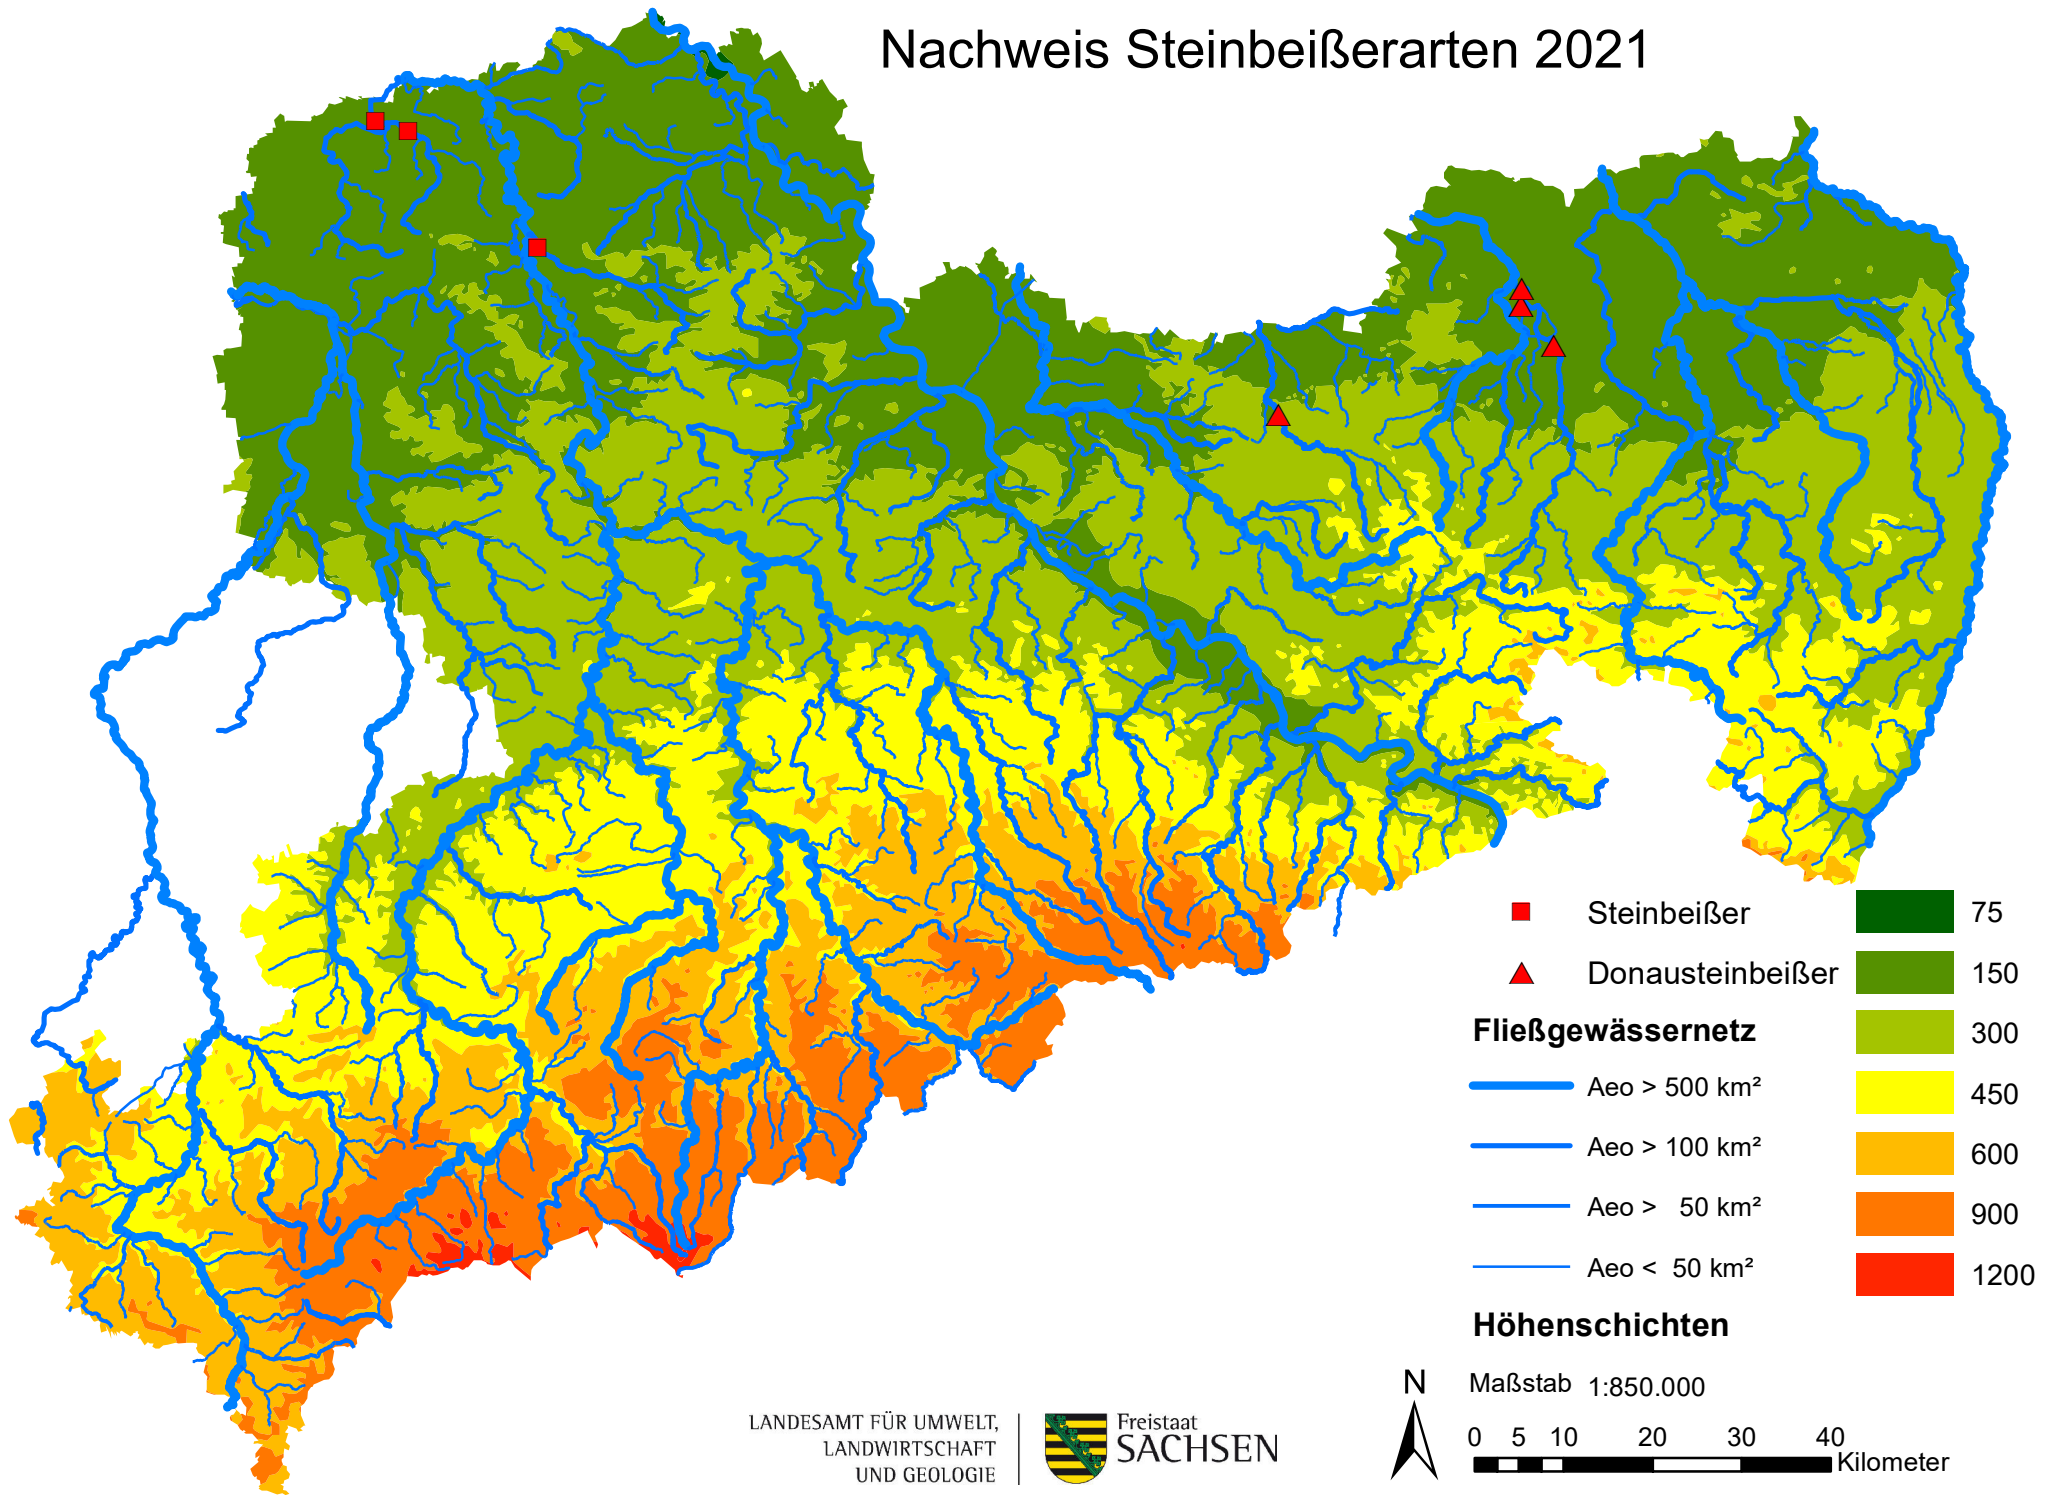 Nachweis Steinbeißerarten 2021
Steinbeißer
Donausteinbeißer
Fließgewässernetz
Aeo > 500 km²
Aeo > 100 km²
Aeo > 50 km²
Aeo < 50 km²
75
150
300
450
600
900
1200
Höhenschichten
N
Maßstab 1:850.000
0 5 10 20 30 40
Kilometer
LANDESAMT FÜR UMWELT,
LANDWIRTSCHAFT
UND GEOLOGIE
Freistaat
SACHSEN